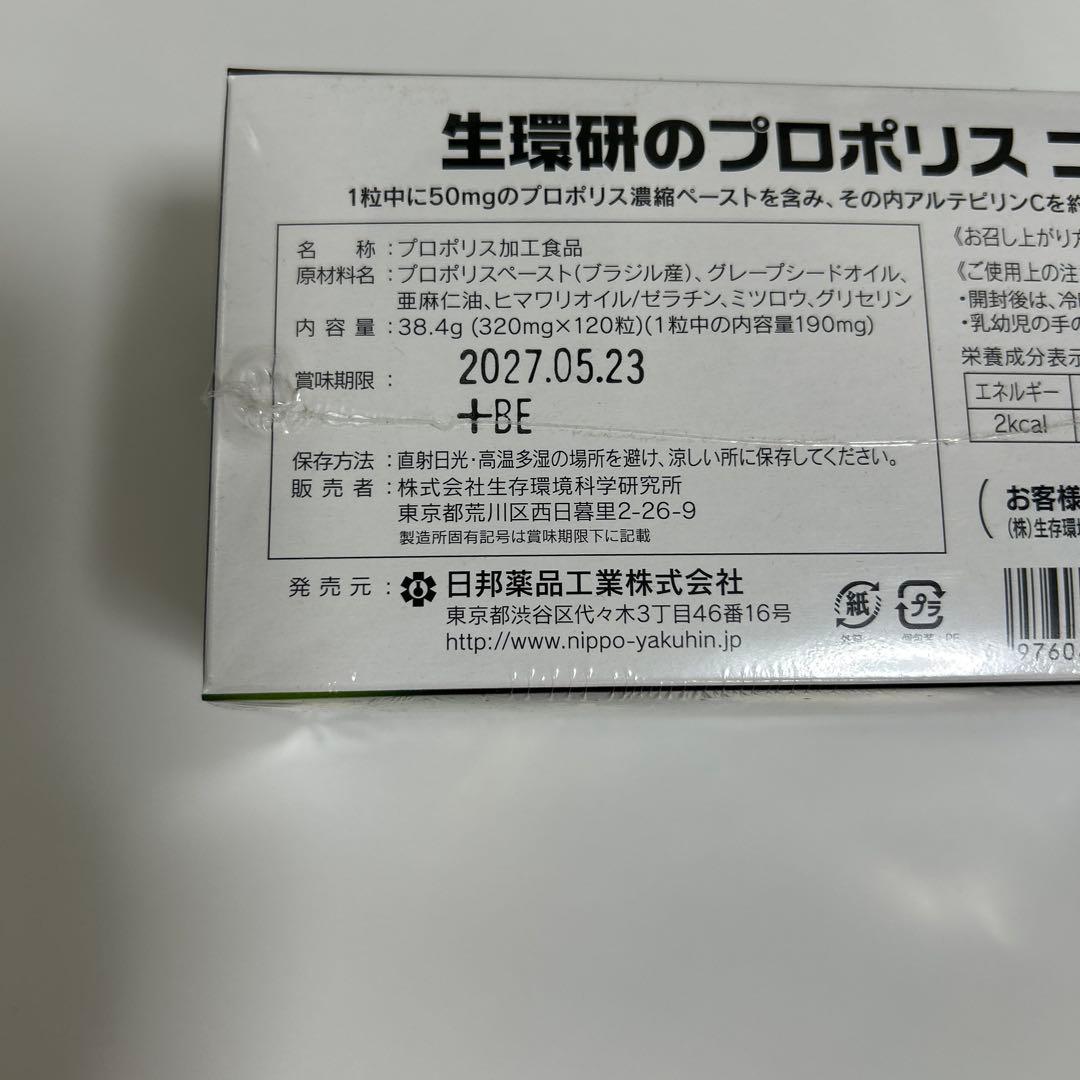 生環研のプロポリス
1粒中に50mgのプロポリス濃縮ペーストを含み、その内アルテピリンCを約
名 称:プロポリス加工食品
原材料名:プロポリスペースト(ブラジル産)、グレープシードオイル、
亜麻仁油、ヒマワリオイル/ゼラチン、ミツロウ、グリセリン
内容量:38.4g (320mg×120粒)(1粒中の内容量190mg)
賞味期限: 2027.05.23
+BE
保存方法:直射日光・高温多湿の場所を避け、涼しい所に保存してください。
販売者:株式会社生存環境科学研究所
東京都荒川区西日暮里2-26-9
製造所固有記号は賞味期限下に記載
発売元: 日邦薬品工業株式会社
東京都渋谷区代々木3丁目46番16号
http://www.nippo-yakuhin.jp
紙
外箱
プラ
個包装:PE
《お召し上がり方
《ご使用上の注
・開封後は、冷
・乳幼児の手の
栄養成分表示
エネルギー
2kcal
お客様
(株)生存環
9760